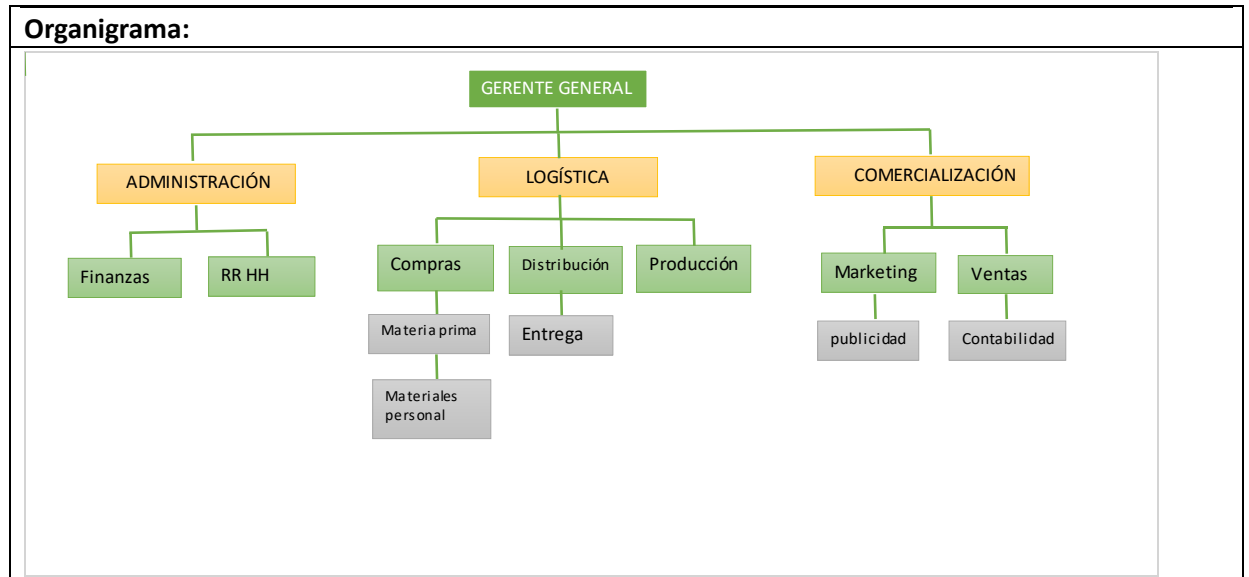 Organigrama:
GERENTE GENERAL
ADMINISTRACIÓN
LOGÍSTICA
COMERCIALIZACIÓN
Finanzas
RR HH
Compras
Distribución
Producción
Marketing
Ventas
Materia prima
Entrega
publicidad
Contabilidad
Materiales
personal